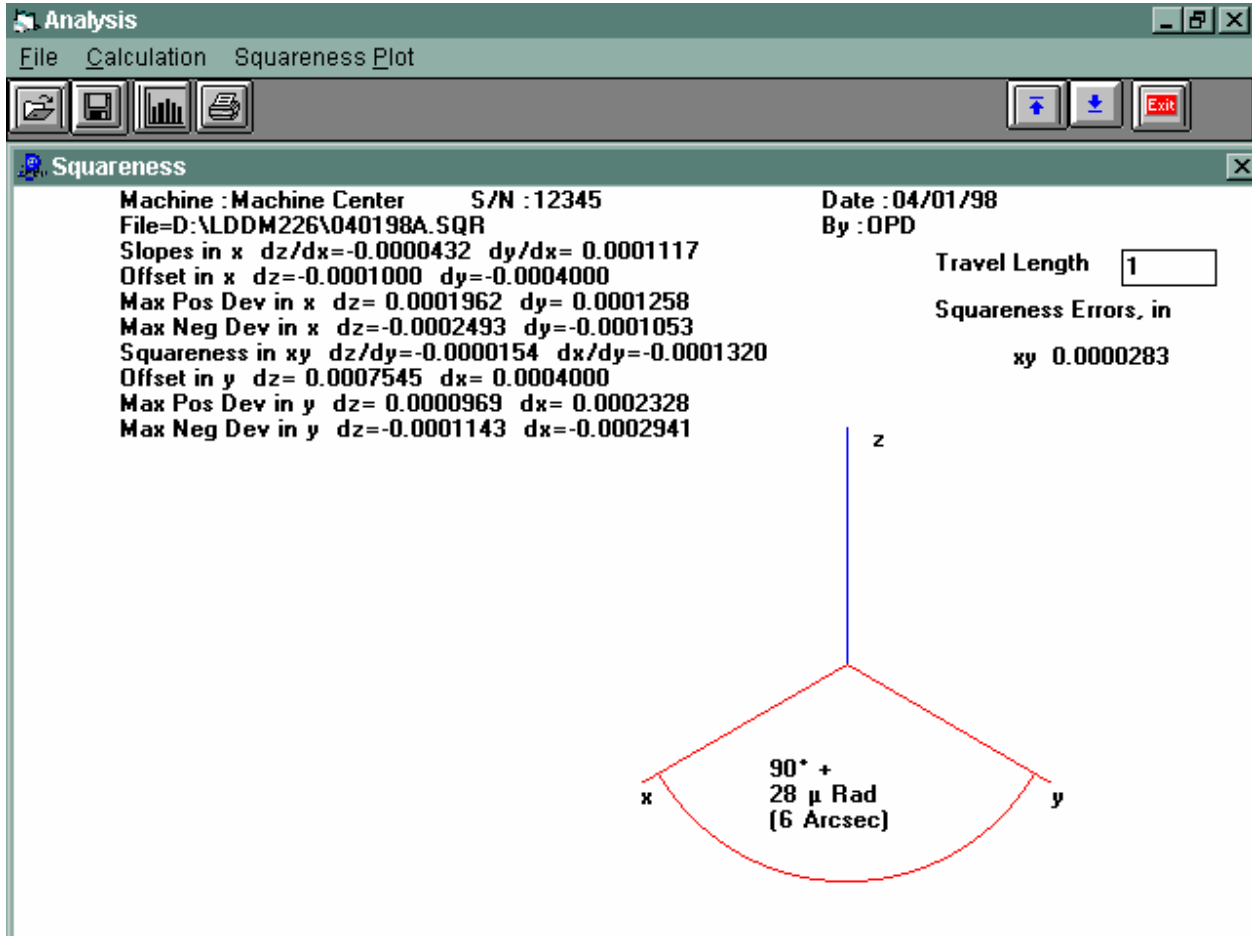 Analysis
File Calculation Squareness Plot
Exit
Squareness
Machine : Machine Center S/N : 12345 Date : 04/01/98
File=D:\LDDM226\040198A.SQR By : OPD
Slopes in x dz/dx=-0.0000432 dy/dx= 0.0001117
Travel Length 1
Offset in x dz=-0.0001000 dy=-0.0004000
Max Pos Dev in x dz= 0.0001962 dy= 0.0001258
Squareness Errors, in
Max Neg Dev in x dz=-0.0002493 dy=-0.0001053
Squareness in xy dz/dy=-0.0000154 dx/dy=-0.0001320
xy 0.0000283
Offset in y dz= 0.0007545 dx= 0.0004000
Max Pos Dev in y dz= 0.0000969 dx= 0.0002328
Max Neg Dev in y dz=-0.0001143 dx=-0.0002941
z
90° +
x 28 µ Rad y
(6 Arcsec)